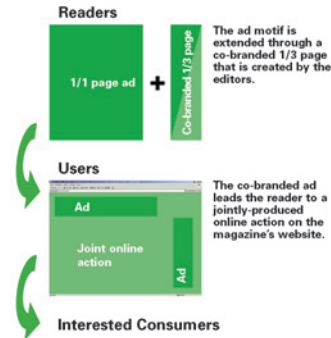 Readers
1/1 page ad
+
Co-branded 1/3 page
The ad motif is
extended through a
co-branded 1/3 page
that is created by the
editors.
Users
Ad
Joint online
action
Ad
The co-branded ad
leads the reader to a
jointly-produced
online action on the
magazine's website.
Interested Consumers